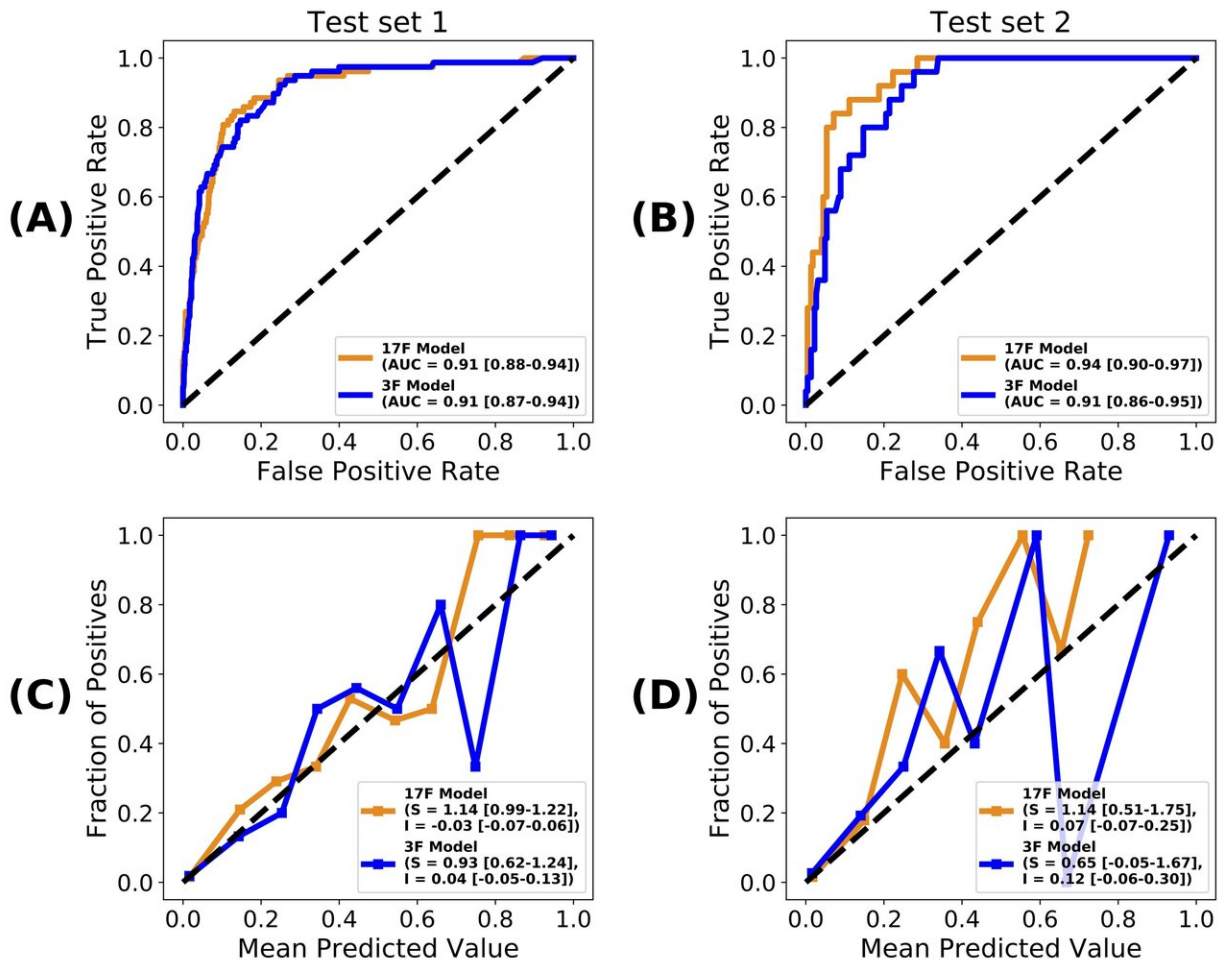 Test set 1
(A)
True Positive Rate
1.0
0.8
0.6
0.4
0.2
0.0
17F Model
(AUC = 0.91 [0.88-0.94])
3F Model
(AUC = 0.91 [0.87-0.94])
0.0 0.2 0.4 0.6 0.8 1.0
False Positive Rate
Test set 2
(B)
True Positive Rate
1.0
0.8
0.6
0.4
0.2
0.0
17F Model
(AUC = 0.94 [0.90-0.97])
3F Model
(AUC = 0.91 [0.86-0.95])
0.0 0.2 0.4 0.6 0.8 1.0
False Positive Rate
(C)
Fraction of Positives
1.0
0.8
0.6
0.4
0.2
0.0
17F Model
(S = 1.14 [0.99-1.22],
I = -0.03 [-0.07-0.06])
3F Model
(S = 0.93 [0.62-1.24],
I = 0.04 [-0.05-0.13])
0.0 0.2 0.4 0.6 0.8 1.0
Mean Predicted Value
(D)
Fraction of Positives
1.0
0.8
0.6
0.4
0.2
0.0
17F Model
(S = 1.14 [0.51-1.75],
I = 0.07 [-0.07-0.25])
3F Model
(S = 0.65 [-0.05-1.67],
I = 0.12 [-0.06-0.30])
0.0 0.2 0.4 0.6 0.8 1.0
Mean Predicted Value